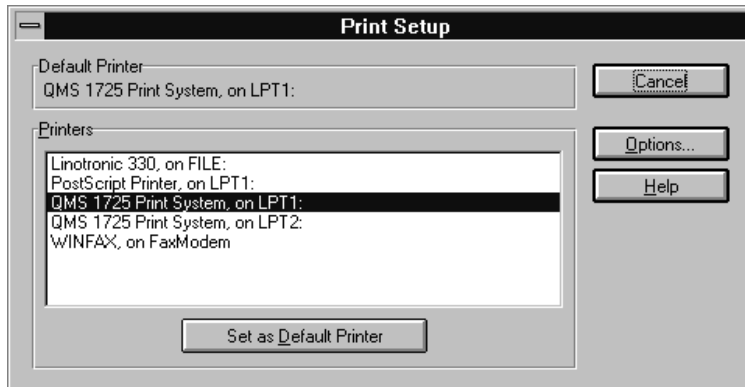 Print Setup
Default Printer
QMS 1725 Print System, on LPT1:
Cancel
Printers
Options...
Linotronic 330, on FILE:
PostScript Printer, on LPT1:
Help
QMS 1725 Print System, on LPT1:
QMS 1725 Print System, on LPT2:
WINFAX, on FaxModem
Set as Default Printer